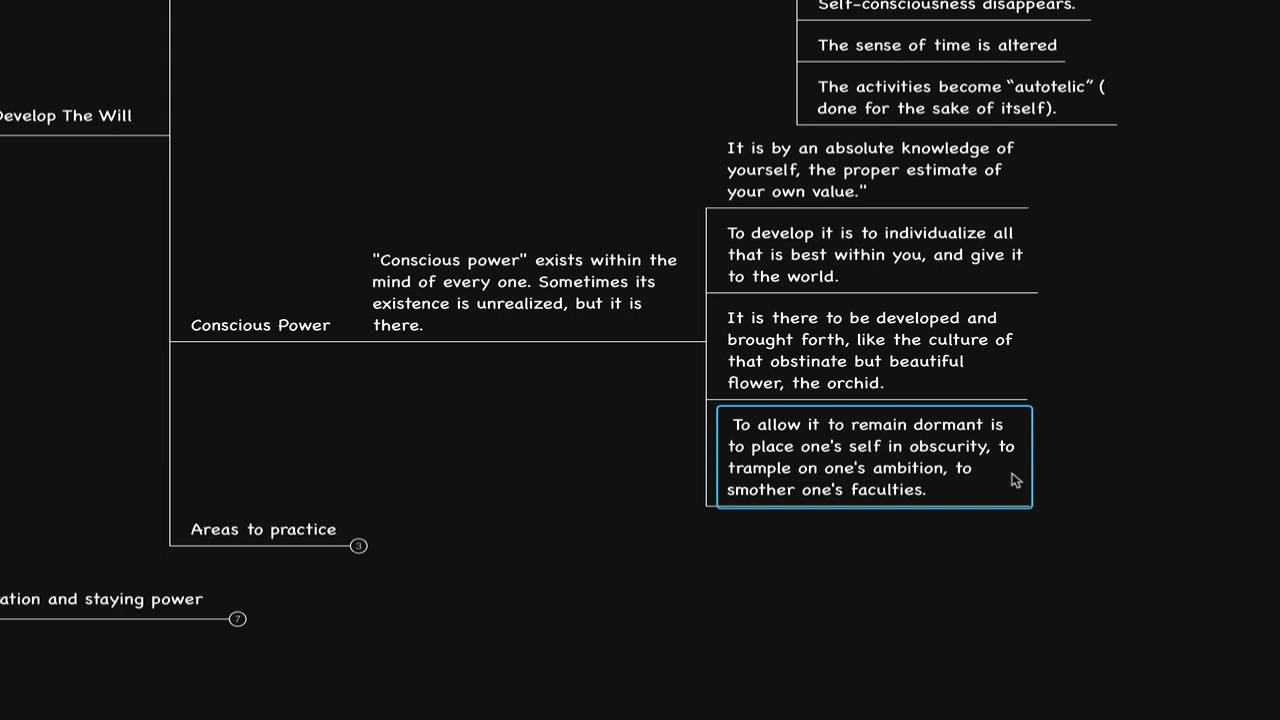 Self-consciousness disappears.
The sense of time is altered
The activities become “autotelic” (
done for the sake of itself).
Develop The Will
It is by an absolute knowledge of
yourself, the proper estimate of
your own value."
To develop it is to individualize all
that is best within you, and give it
to the world.
"Conscious power" exists within the
mind of every one. Sometimes its
existence is unrealized, but it is
there.
Conscious Power
It is there to be developed and
brought forth, like the culture of
that obstinate but beautiful
flower, the orchid.
To allow it to remain dormant is
to place one's self in obscurity, to
trample on one's ambition, to
smother one's faculties.
Areas to practice
3
ation and staying power
7